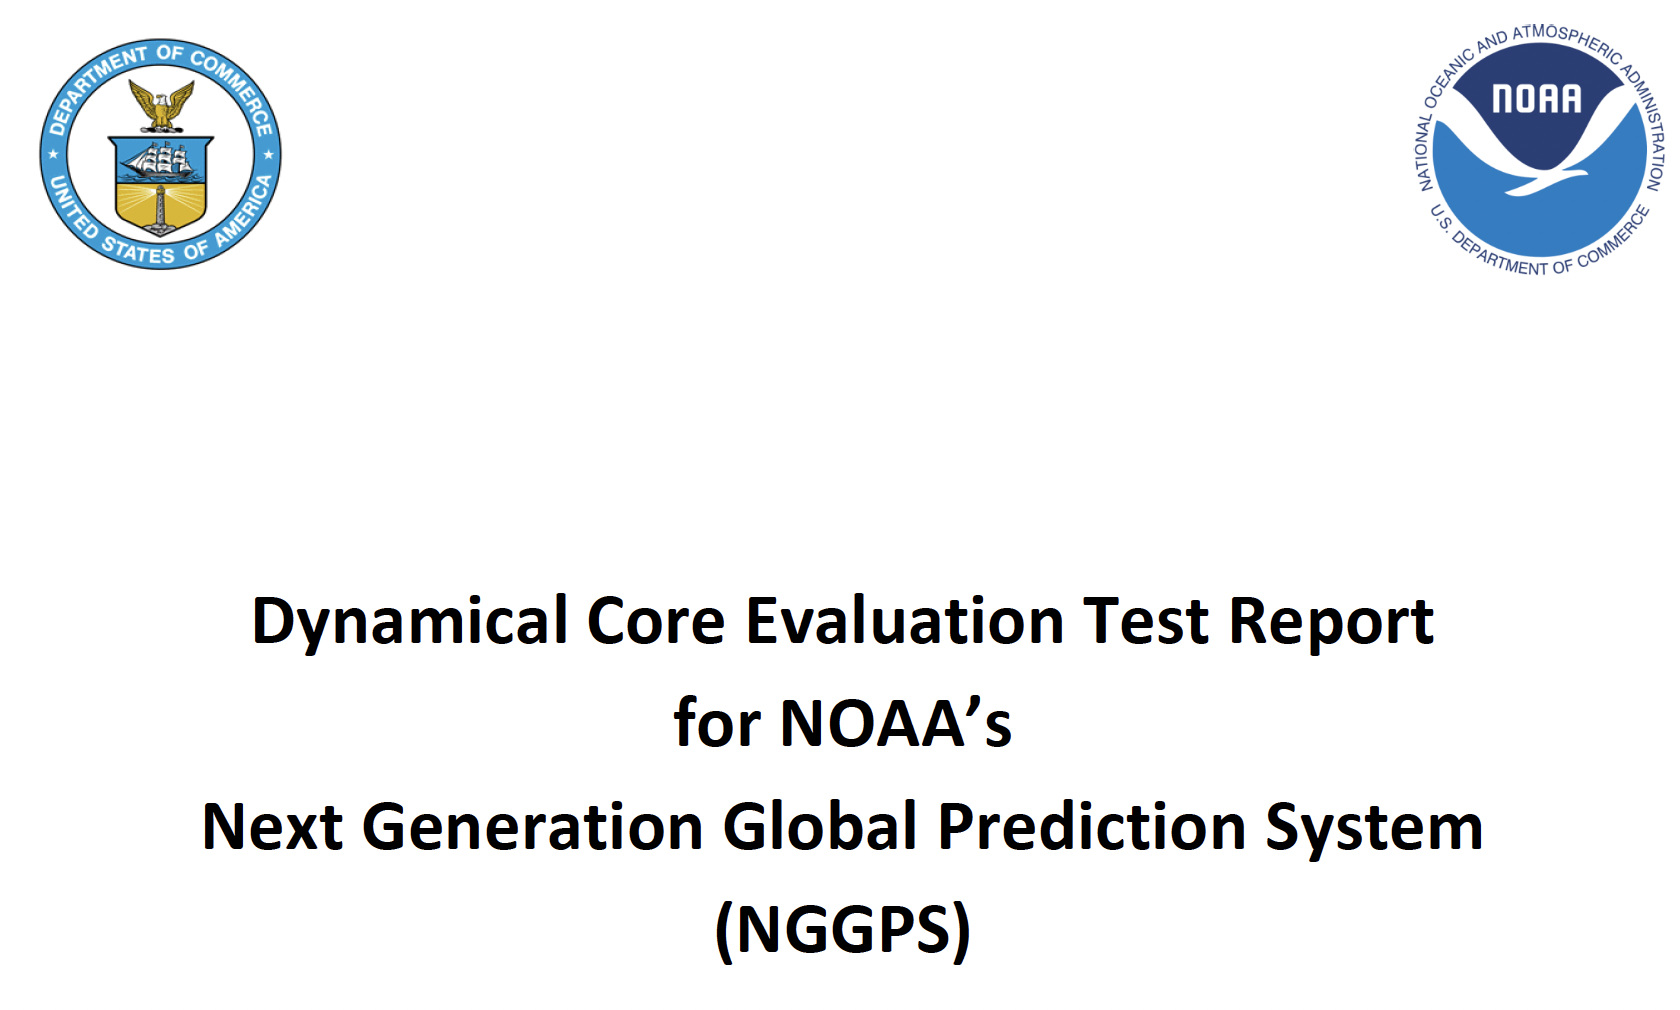 DEPARTMENT OF COMMERCE
UNITED STATES OF AMERICA
NATIONAL OCEANIC AND ATMOSPHERIC ADMINISTRATION
NOAA
U.S. DEPARTMENT OF COMMERCE
Dynamical Core Evaluation Test Report
for NOAA’s
Next Generation Global Prediction System
(NGGPS)